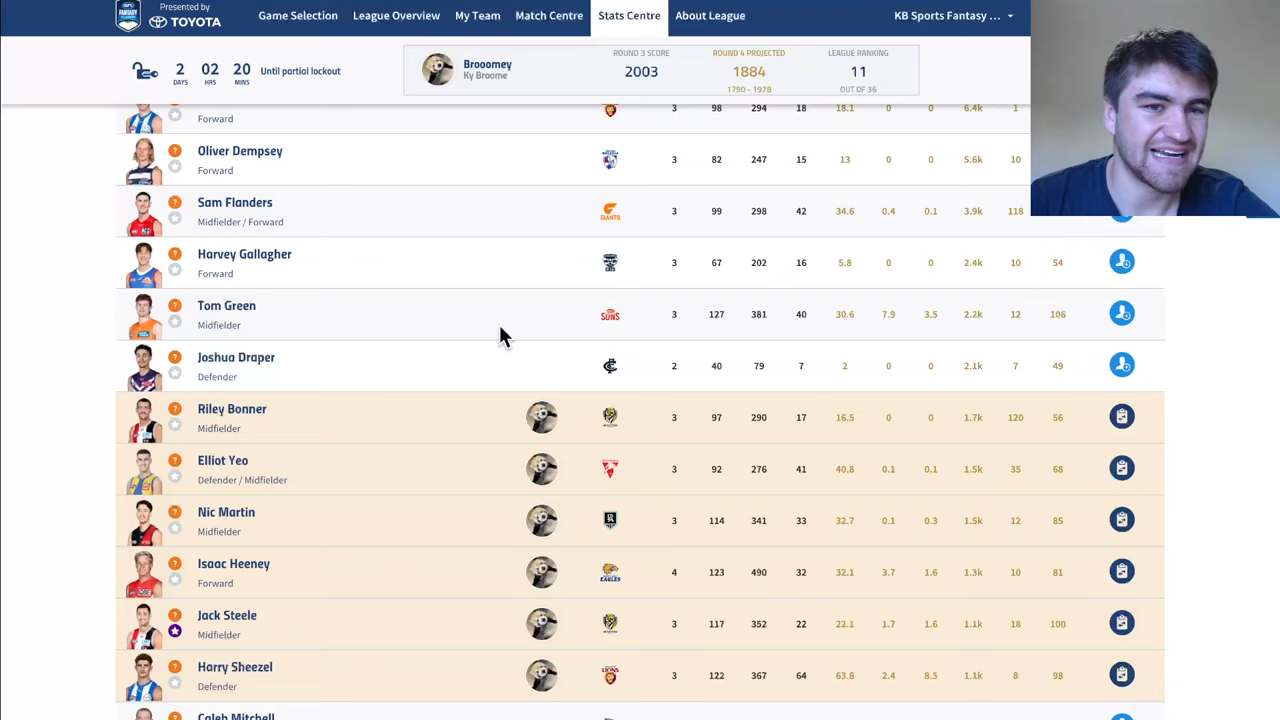 Presented by
TOYOTA
Game Selection League Overview My Team Match Centre Stats Centre About League KB Sports Fantasy ...
2 02 20 Until partial lockout
DAYS HRS MINS
Brooomey
Ky Broome
ROUND 3 SCORE ROUND 4 PROJECTED LEAGUE RANKING
2003 1884 11
1790 - 1978 OUT OF 36
3 98 294 18 18.1 0 0 6.4k 1
Forward
Oliver Dempsey
3 82 247 15 13 0 0 5.6k 10
Forward
Sam Flanders
3 99 298 42 34.6 0.4 0.1 3.9k 118
Midfielder / Forward
Harvey Gallagher
3 67 202 16 5.8 0 0 2.4k 10 54
Forward
Tom Green
3 127 381 40 30.6 7.9 3.5 2.2k 12 106
Midfielder
Joshua Draper
2 40 79 7 2 0 0 2.1k 7 49
Defender
Riley Bonner
3 97 290 17 16.5 0 0 1.7k 120 56
Midfielder
Elliot Yeo
3 92 276 41 40.8 0.1 0.1 1.5k 35 68
Defender / Midfielder
Nic Martin
3 114 341 33 32.7 0.1 0.3 1.5k 12 85
Midfielder
Isaac Heeney
4 123 490 32 32.1 3.7 1.6 1.3k 10 81
Forward
Jack Steele
3 117 352 22 22.1 1.7 1.6 1.1k 18 100
Midfielder
Harry Sheezel
3 122 367 64 63.8 2.4 8.5 1.1k 8 98
Defender
Caleb Mitchell